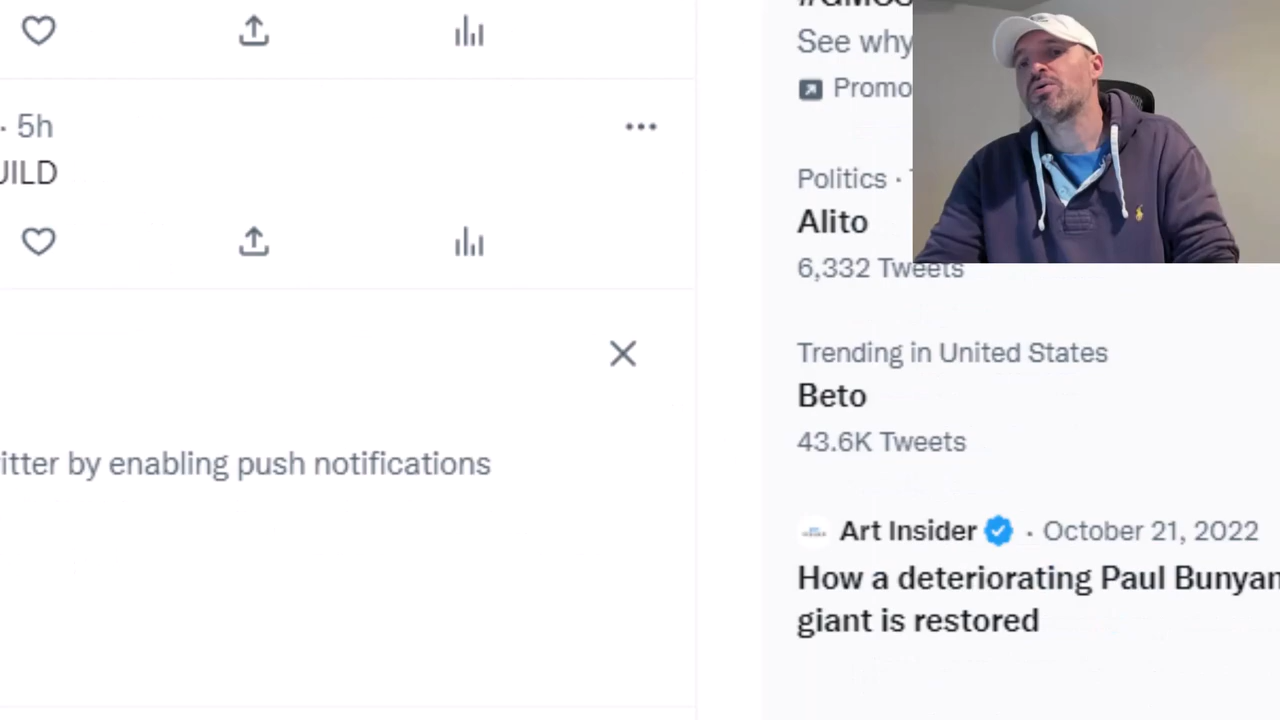 · 5h
UILD
itter by enabling push notifications
See why
Promo
Politics ·
Alito
6,332 Tweets
Trending in United States
Beto
43.6K Tweets
Art Insider · October 21, 2022
How a deteriorating Paul Bunyan
giant is restored